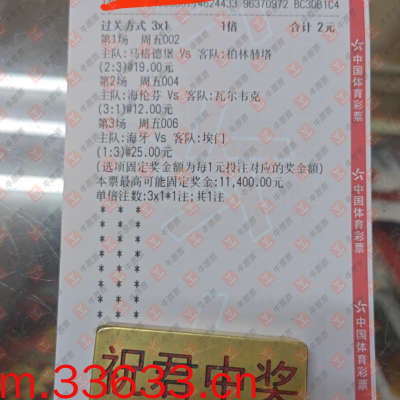 96370972 BC3DB1C4
过关方式 3x1 1倍 合计 2元
第1场 周五002
主队:马格德堡 Vs 客队:柏林赫塔
(2:3)@19.00元
第2场 周五004
主队:海伦芬 Vs 客队:瓦尔韦克
(3:1)@12.00元
第3场 周五006
主队:海牙 Vs 客队:埃门
(1:3)@25.00元
(选项固定奖金额为每1元投注对应的奖金额)
本票最高可能固定奖金:11,400.00元
单倍注数:3x1*1注;共1注
* * *
* * *
* * *
* * *
* * *
* * *
* * *
* * *
中国体育彩票
中国体育彩票
中国体育彩票
祝君中奖
m.33633.cn